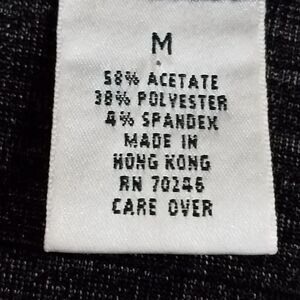 M
58% ACETATE
38% POLYESTER
4% SPANDEX
MADE IN
HONG KONG
RN 70246
CARE OVER